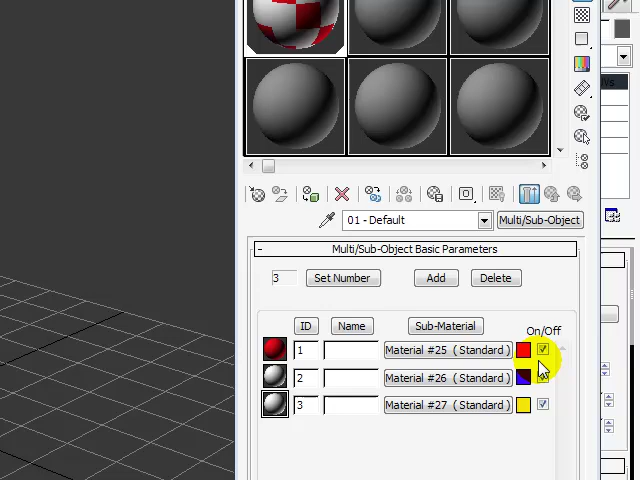 01 - Default Multi/Sub-Object
- Multi/Sub-Object Basic Parameters
3 Set Number Add Delete
ID Name Sub-Material On/Off
1 Material #25 ( Standard )
2 Material #26 ( Standard )
3 Material #27 ( Standard )